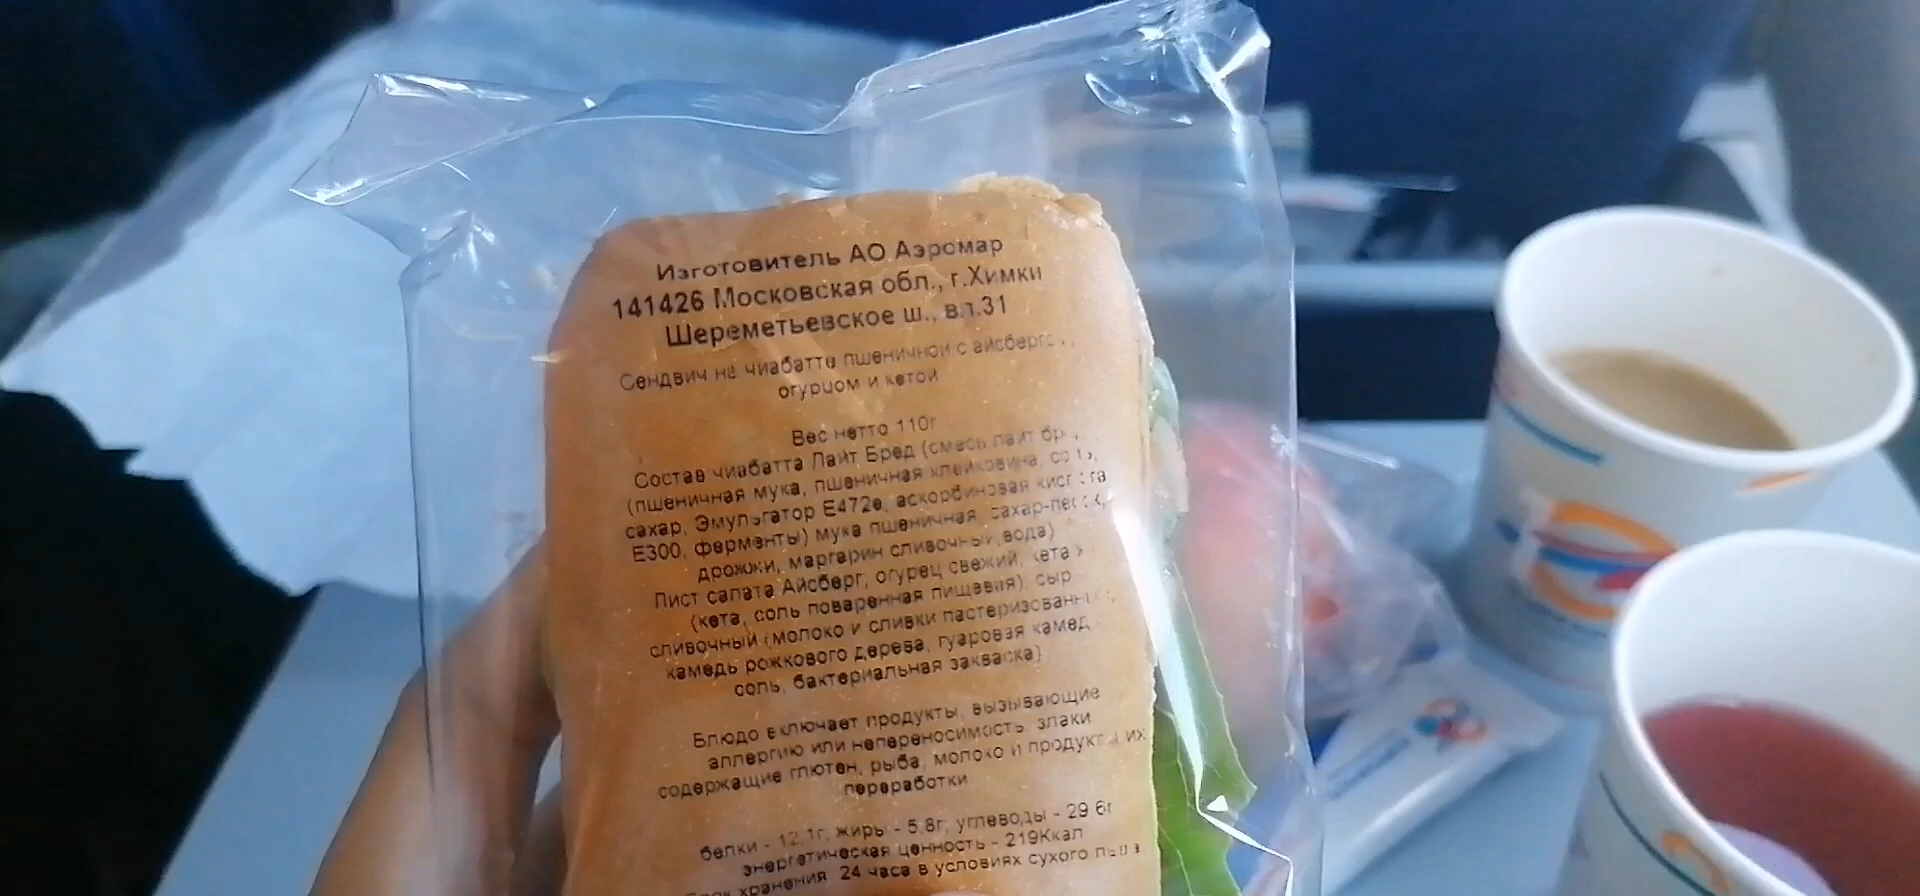 Изготовитель АО Аэромар
141426 Московская обл., г.Химки
Шереметьевское ш., вл.31
Сендвич на чиабатте пшеничной с
огурцом и кетой
Вес нетто 110г
Состав чиабатта Лайт Бред (смесь лайт
(пшеничная мука, пшеничная клейковина,
сахар, Эмульгатор Е472е, аскорбиновая
Е300, ферменты) мука пшеничная, сахар-песок,
дрожжи, маргарин сливочный,вода)
Лист салата Айсберг, огурец свежий, кета
(кета, соль поваренная пищевая), сыр
сливочный (молоко и сливки
камедь рожкового дерева, гуаровая камедь
соль, бактериальная закваска)
Блюдо включает продукты, вызывающие
аллергию или непереносимость: злаки
содержащие глютен, рыба, молоко и продукты их
переработки
белки - 12,1г, жиры - 5,8г, углеводы - 29,6г
энергетическая ценность - 219Ккал
хранения 24 часа в условиях сухого